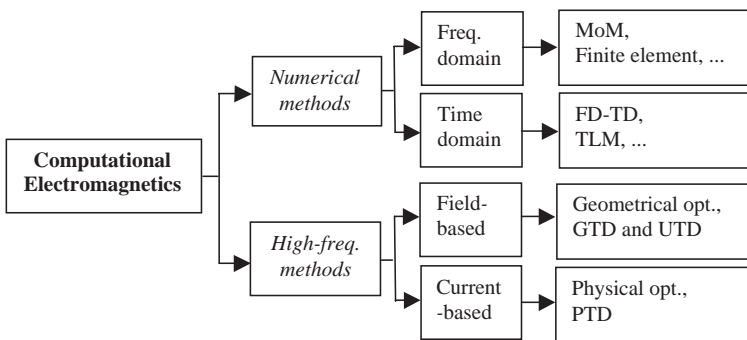 Computational
Electromagnetics
Numerical
methods
Freq.
domain
MoM,
Finite element, ...
Time
domain
FD-TD,
TLM, ...
High-freq.
methods
Field-
based
Geometrical opt.,
GTD and UTD
Current
-based
Physical opt.,
PTD